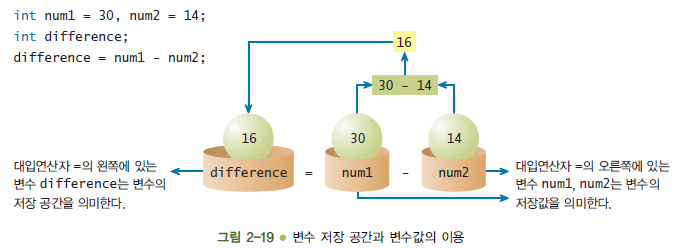 int num1 = 30, num2 = 14;
int difference;
difference = num1 - num2;
16
30 - 14
16
30
14
difference = num1 - num2
대입연산자 =의 왼쪽에 있는
변수 difference는 변수의
저장 공간을 의미한다.
대입연산자 =의 오른쪽에 있는
변수 num1, num2는 변수의
저장값을 의미한다.
그림 2-19 ● 변수 저장 공간과 변수값의 이용